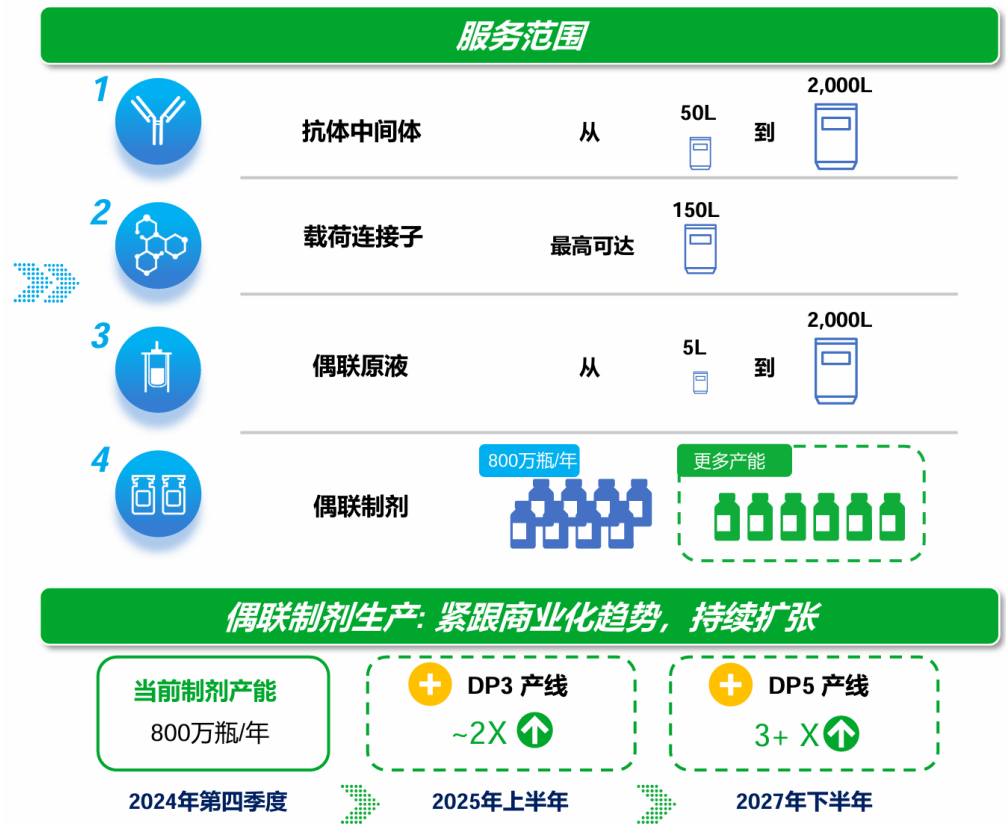 服务范围
1
抗体中间体
从
50L
到
2,000L
2
载荷连接子
最高可达
150L
3
偶联原液
从
5L
到
2,000L
4
偶联制剂
800万瓶/年
更多产能
偶联制剂生产: 紧跟商业化趋势，持续扩张
当前制剂产能
800万瓶/年
DP3 产线
~2X
DP5 产线
3+ X
2024年第四季度
2025年上半年
2027年下半年